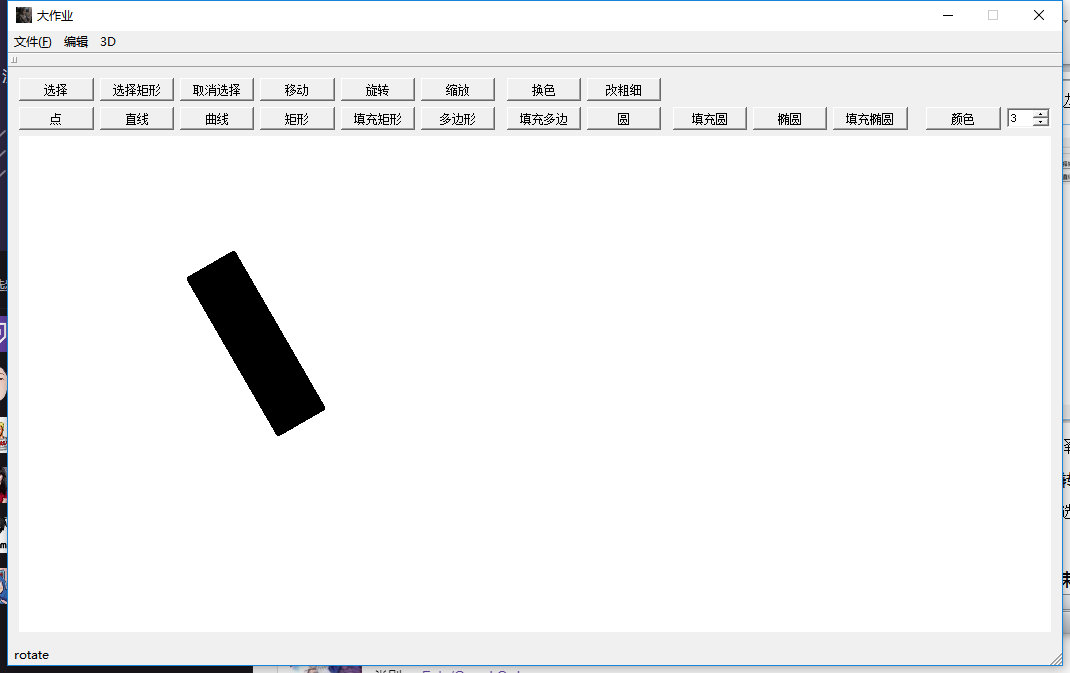 大作业
文件(F) 编辑 3D
选择 选择矩形 取消选择 移动 旋转 缩放 换色 改粗细
点 直线 曲线 矩形 填充矩形 多边形 填充多边 圆 填充圆 椭圆 填充椭圆 颜色 3
rotate